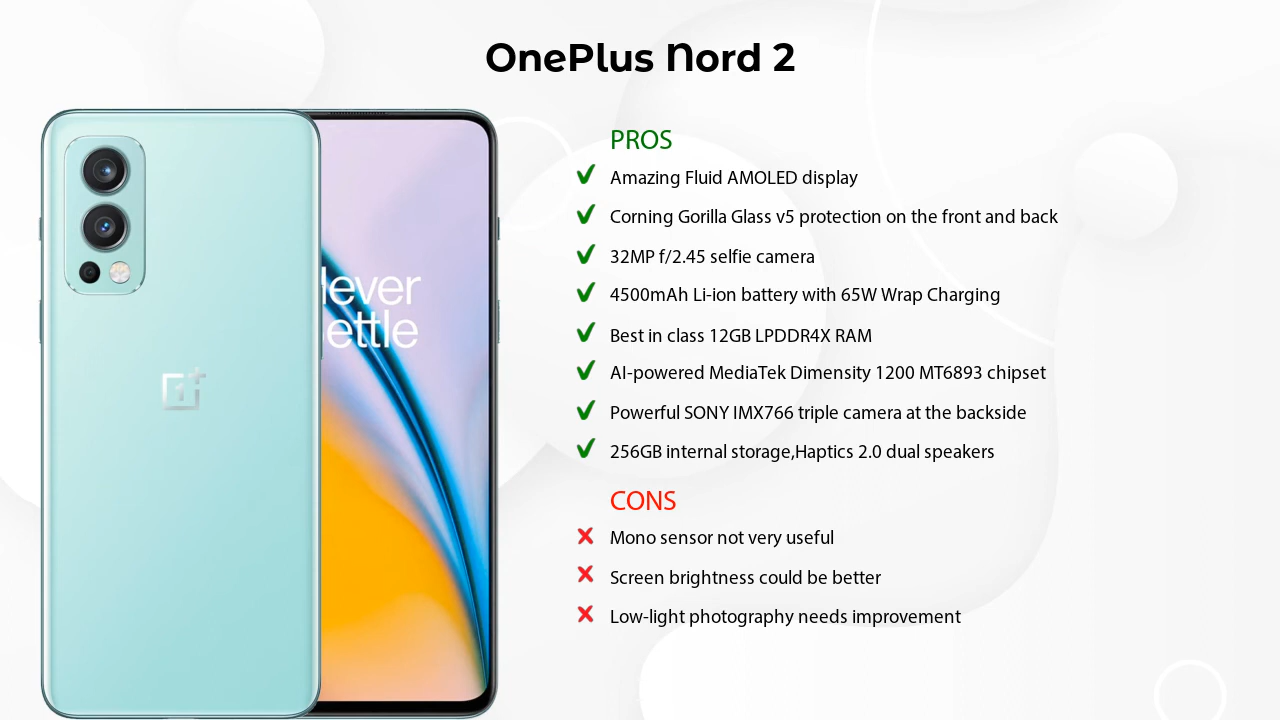 OnePlus Nord 2
lever
ettle
PROS
Amazing Fluid AMOLED display
Corning Gorilla Glass v5 protection on the front and back
32MP f/2.45 selfie camera
4500mAh Li-ion battery with 65W Wrap Charging
Best in class 12GB LPDDR4X RAM
AI-powered MediaTek Dimensity 1200 MT6893 chipset
Powerful SONY IMX766 triple camera at the backside
256GB internal storage,Haptics 2.0 dual speakers
CONS
Mono sensor not very useful
Screen brightness could be better
Low-light photography needs improvement